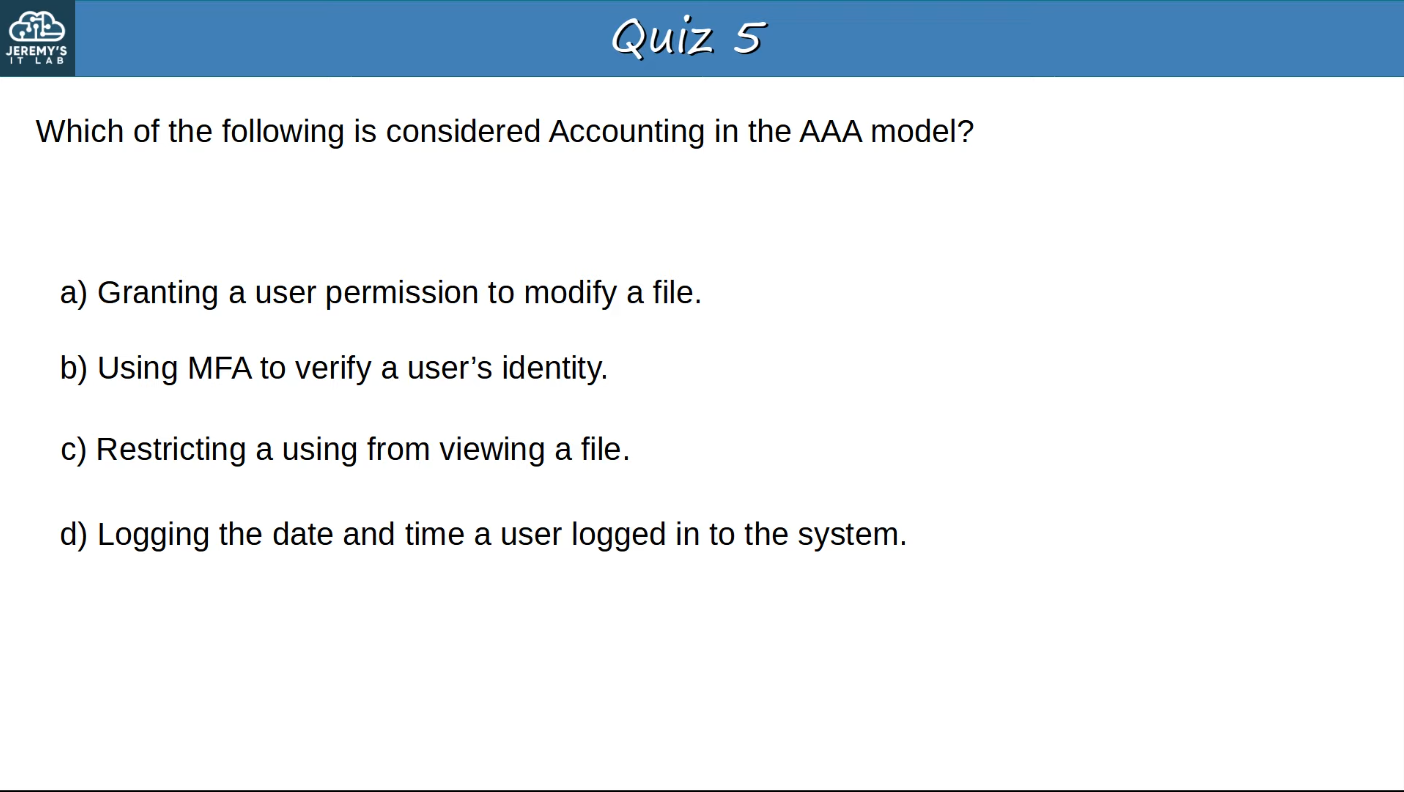 JEREMY'S
IT LAB
Quiz 5
Which of the following is considered Accounting in the AAA model?
a) Granting a user permission to modify a file.
b) Using MFA to verify a user’s identity.
c) Restricting a using from viewing a file.
d) Logging the date and time a user logged in to the system.